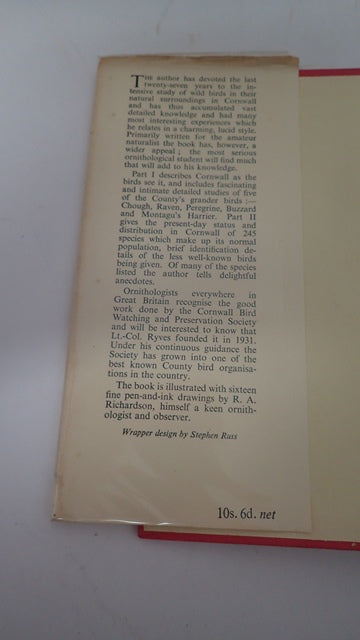 THE author has devoted the last
twenty-seven years to the in-
tensive study of wild birds in their
natural surroundings in Cornwall
and has thus accumulated vast
detailed knowledge and had many
most interesting experiences which
he relates in a charming, lucid style.
Primarily written for the amateur
naturalist the book has, however, a
wider appeal; the most serious
ornithological student will find much
that will add to his knowledge.
Part I describes Cornwall as the
birds see it, and includes fascinating
and intimate detailed studies of five
of the County's grander birds :—
Chough, Raven, Peregrine, Buzzard
and Montagu's Harrier. Part II
gives the present-day status and
distribution in Cornwall of 245
species which make up its normal
population, brief identification de-
tails of the less well-known birds
being given. Of many of the species
listed the author tells delightful
anecdotes.
Ornithologists everywhere in
Great Britain recognise the good
work done by the Cornwall Bird
Watching and Preservation Society
and will be interested to know that
Lt.-Col. Ryves founded it in 1931.
Under his continuous guidance the
Society has grown into one of the
best known County bird organisa-
tions in the country.
The book is illustrated with sixteen
fine pen-and-ink drawings by R. A.
Richardson, himself a keen ornith-
ologist and observer.
Wrapper design by Stephen Russ
10s. 6d. net